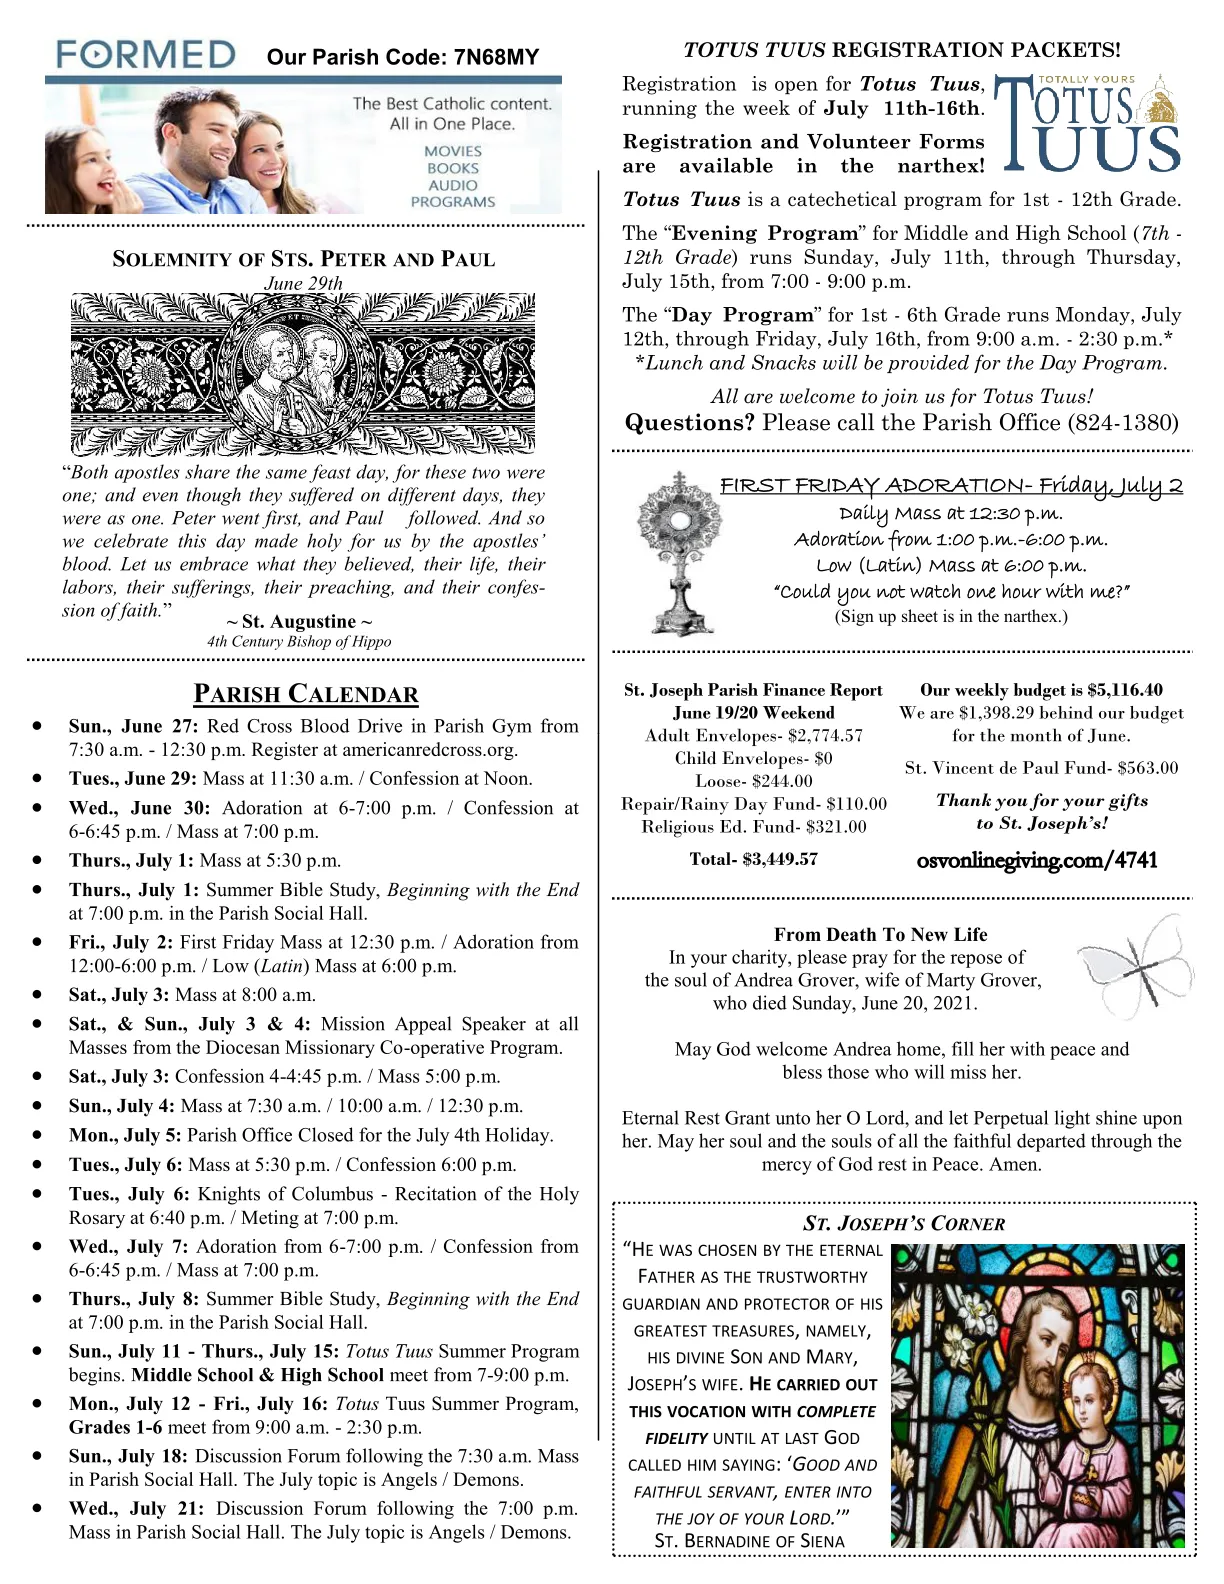 FORMED
Our Parish Code: 7N68MY
The Best Catholic content.
All in One Place.
MOVIES
BOOKS
AUDIO
PROGRAMS
SOLEMNITY OF STS. PETER AND PAUL
June 29th
“Both apostles share the same feast day, for these two were
one; and even though they suffered on different days, they
were as one. Peter went first, and Paul followed. And so
we celebrate this day made holy for us by the apostles’
blood. Let us embrace what they believed, their life, their
labors, their sufferings, their preaching, and their confes-
sion of faith.”
~ St. Augustine ~
4th Century Bishop of Hippo
PARISH CALENDAR
• Sun., June 27: Red Cross Blood Drive in Parish Gym from
7:30 a.m. - 12:30 p.m. Register at americanredcross.org.
• Tues., June 29: Mass at 11:30 a.m. / Confession at Noon.
• Wed., June 30: Adoration at 6-7:00 p.m. / Confession at
6-6:45 p.m. / Mass at 7:00 p.m.
• Thurs., July 1: Mass at 5:30 p.m.
• Thurs., July 1: Summer Bible Study, Beginning with the End
at 7:00 p.m. in the Parish Social Hall.
• Fri., July 2: First Friday Mass at 12:30 p.m. / Adoration from
12:00-6:00 p.m. / Low (Latin) Mass at 6:00 p.m.
• Sat., July 3: Mass at 8:00 a.m.
• Sat., & Sun., July 3 & 4: Mission Appeal Speaker at all
Masses from the Diocesan Missionary Co-operative Program.
• Sat., July 3: Confession 4-4:45 p.m. / Mass 5:00 p.m.
• Sun., July 4: Mass at 7:30 a.m. / 10:00 a.m. / 12:30 p.m.
• Mon., July 5: Parish Office Closed for the July 4th Holiday.
• Tues., July 6: Mass at 5:30 p.m. / Confession 6:00 p.m.
• Tues., July 6: Knights of Columbus - Recitation of the Holy
Rosary at 6:40 p.m. / Meting at 7:00 p.m.
• Wed., July 7: Adoration from 6-7:00 p.m. / Confession from
6-6:45 p.m. / Mass at 7:00 p.m.
• Thurs., July 8: Summer Bible Study, Beginning with the End
at 7:00 p.m. in the Parish Social Hall.
• Sun., July 11 - Thurs., July 15: Totus Tuus Summer Program
begins. Middle School & High School meet from 7-9:00 p.m.
• Mon., July 12 - Fri., July 16: Totus Tuus Summer Program,
Grades 1-6 meet from 9:00 a.m. - 2:30 p.m.
• Sun., July 18: Discussion Forum following the 7:30 a.m. Mass
in Parish Social Hall. The July topic is Angels / Demons.
• Wed., July 21: Discussion Forum following the 7:00 p.m.
Mass in Parish Social Hall. The July topic is Angels / Demons.
TOTUS TUUS REGISTRATION PACKETS!
Registration is open for Totus Tuus,
running the week of July 11th-16th.
TOTALLY YOURS
TOTUS
TUUS
Registration and Volunteer Forms
are available in the narthex!
Totus Tuus is a catechetical program for 1st - 12th Grade.
The “Evening Program” for Middle and High School (7th -
12th Grade) runs Sunday, July 11th, through Thursday,
July 15th, from 7:00 - 9:00 p.m.
The “Day Program” for 1st - 6th Grade runs Monday, July
12th, through Friday, July 16th, from 9:00 a.m. - 2:30 p.m.*
*Lunch and Snacks will be provided for the Day Program.
All are welcome to join us for Totus Tuus!
Questions? Please call the Parish Office (824-1380)
FIRST FRIDAY ADORATION- Friday, July 2
Daily Mass at 12:30 p.m.
Adoration from 1:00 p.m.-6:00 p.m.
Low (Latin) Mass at 6:00 p.m.
“Could you not watch one hour with me?”
(Sign up sheet is in the narthex.)
St. Joseph Parish Finance Report
June 19/20 Weekend
Adult Envelopes- $2,774.57
Child Envelopes- $0
Loose- $244.00
Repair/Rainy Day Fund- $110.00
Religious Ed. Fund- $321.00
Total- $3,449.57
Our weekly budget is $5,116.40
We are $1,398.29 behind our budget
for the month of June.
St. Vincent de Paul Fund- $563.00
Thank you for your gifts
to St. Joseph’s!
osvonlinegiving.com/4741
From Death To New Life
In your charity, please pray for the repose of
the soul of Andrea Grover, wife of Marty Grover,
who died Sunday, June 20, 2021.
May God welcome Andrea home, fill her with peace and
bless those who will miss her.
Eternal Rest Grant unto her O Lord, and let Perpetual light shine upon
her. May her soul and the souls of all the faithful departed through the
mercy of God rest in Peace. Amen.
ST. JOSEPH’S CORNER
“HE WAS CHOSEN BY THE ETERNAL
FATHER AS THE TRUSTWORTHY
GUARDIAN AND PROTECTOR OF HIS
GREATEST TREASURES, NAMELY,
HIS DIVINE SON AND MARY,
JOSEPH’S WIFE. HE CARRIED OUT
THIS VOCATION WITH COMPLETE
FIDELITY UNTIL AT LAST GOD
CALLED HIM SAYING: ‘GOOD AND
FAITHFUL SERVANT, ENTER INTO
THE JOY OF YOUR LORD.’”
ST. BERNADINE OF SIENA